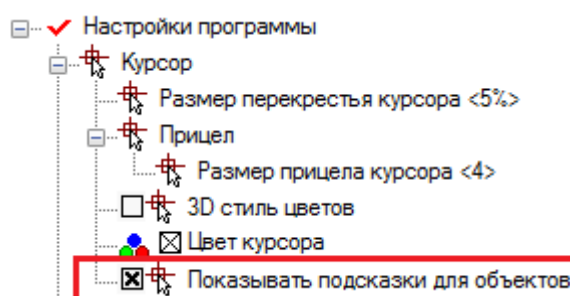 Настройки программы
Курсор
Размер перекрестья курсора <5%>
Прицел
Размер прицела курсора <4>
3D стиль цветов
Цвет курсора
Показывать подсказки для объектов